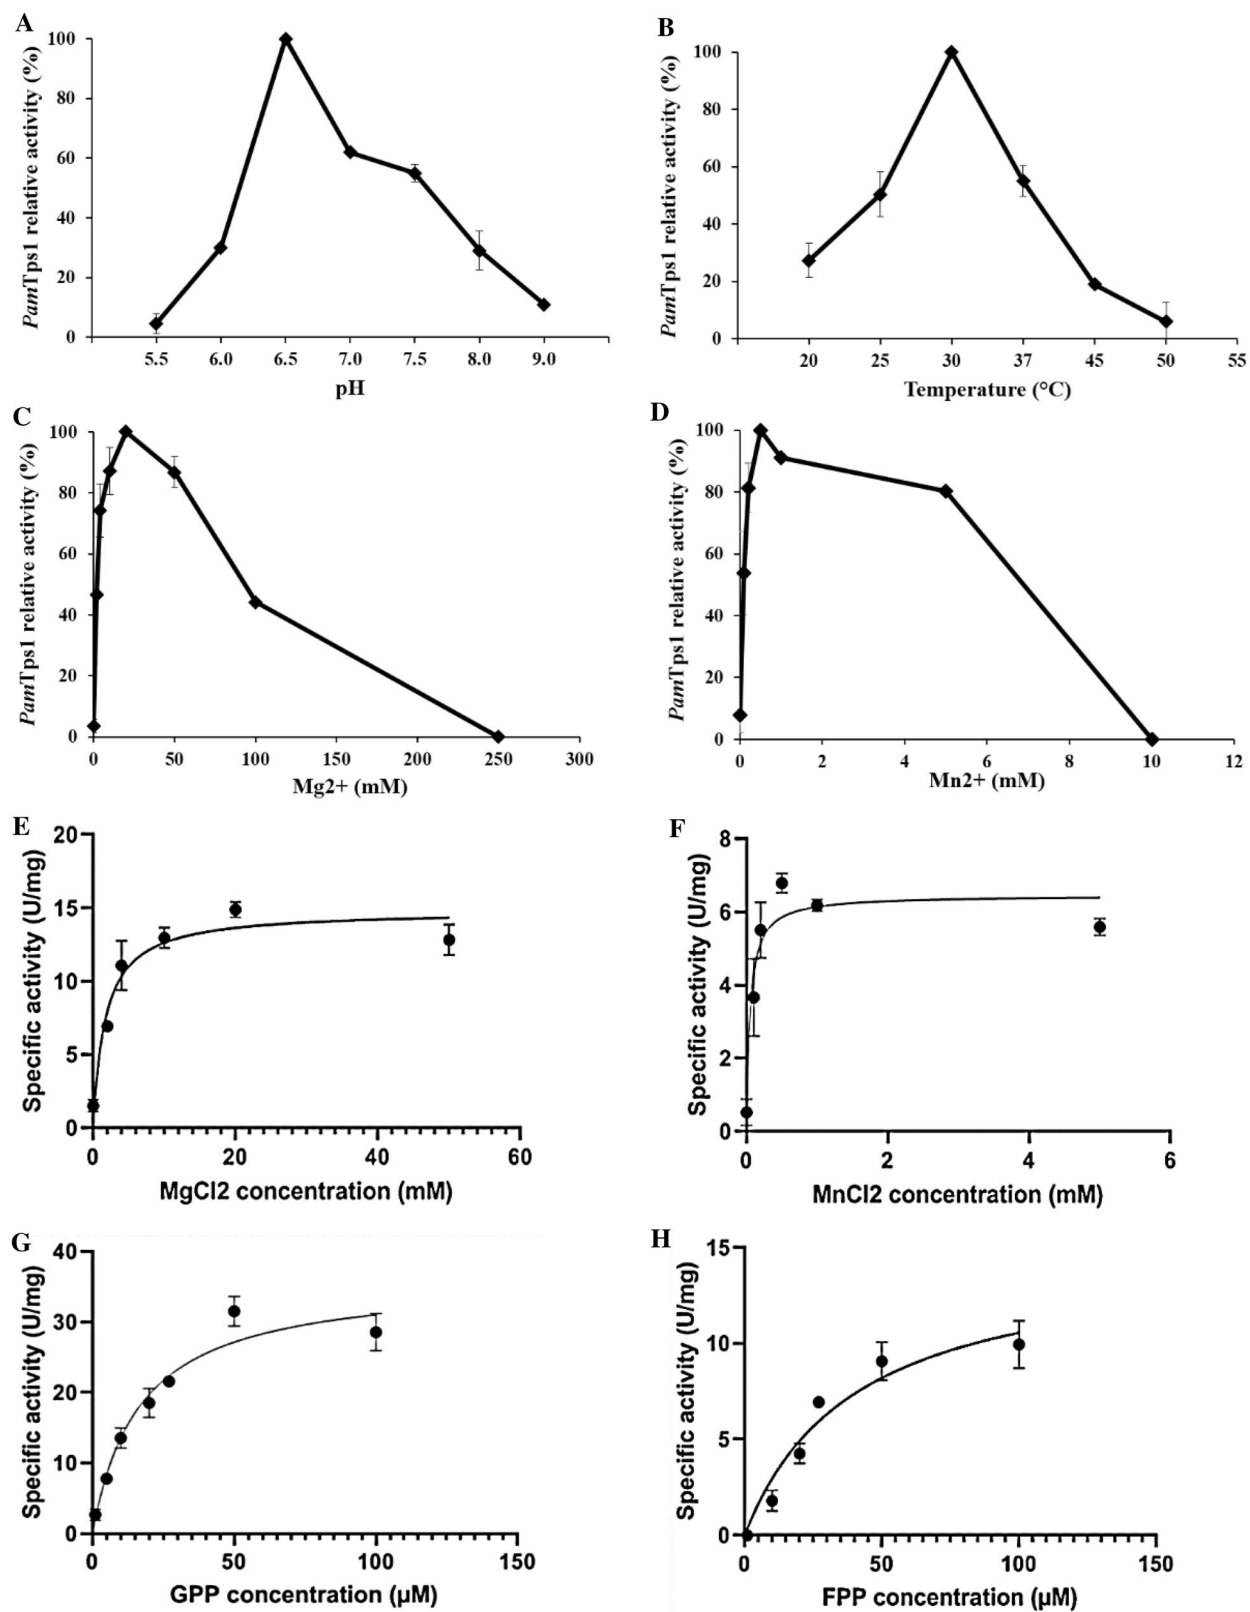 A
PamTps1 relative activity (%)
100
80
60
40
20
0
5.5 6.0 6.5 7.0 7.5 8.0 9.0
pH
B
PamTps1 relative activity (%)
100
80
60
40
20
0
20 25 30 37 45 50 55
Temperature (°C)
C
PamTps1 relative activity (%)
100
80
60
40
20
0
0 50 100 150 200 250 300
Mg2+ (mM)
D
PamTps1 relative activity (%)
100
80
60
40
20
0
0 2 4 6 8 10 12
Mn2+ (mM)
E
Specific activity (U/mg)
20
15
10
5
0
0 20 40 60
MgCl2 concentration (mM)
F
Specific activity (U/mg)
8
6
4
2
0
0 2 4 6
MnCl2 concentration (mM)
G
Specific activity (U/mg)
40
30
20
10
0
0 50 100 150
GPP concentration (µM)
H
Specific activity (U/mg)
15
10
5
0
0 50 100 150
FPP concentration (µM)